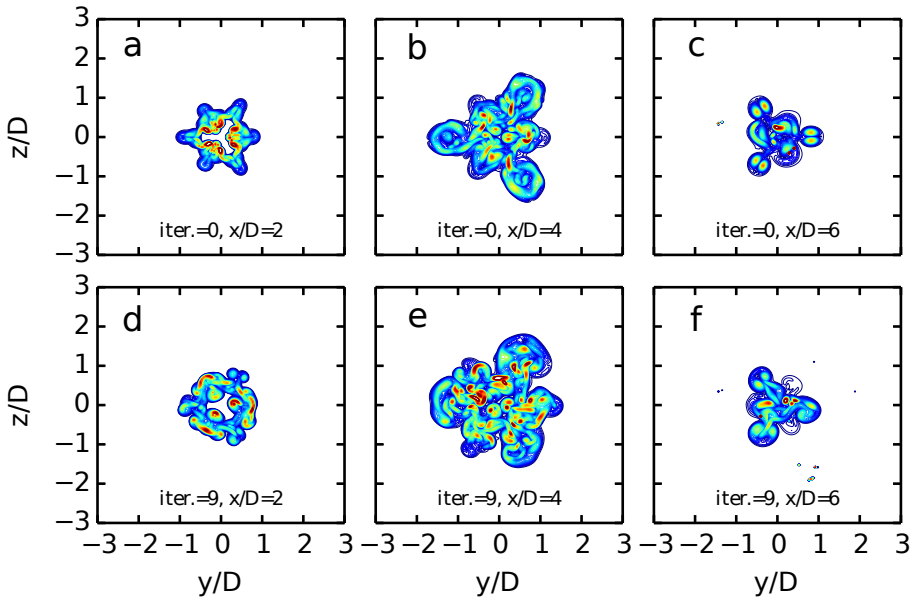 3
2
1
0
−1
−2
−3
z/D
a
iter.=0, x/D=2
b
iter.=0, x/D=4
c
iter.=0, x/D=6
3
2
1
0
−1
−2
−3
z/D
d
iter.=9, x/D=2
e
iter.=9, x/D=4
f
iter.=9, x/D=6
−3 −2 −1 0 1 2 3
−2 −1 0 1 2 3
−2 −1 0 1 2 3
y/D
y/D
y/D